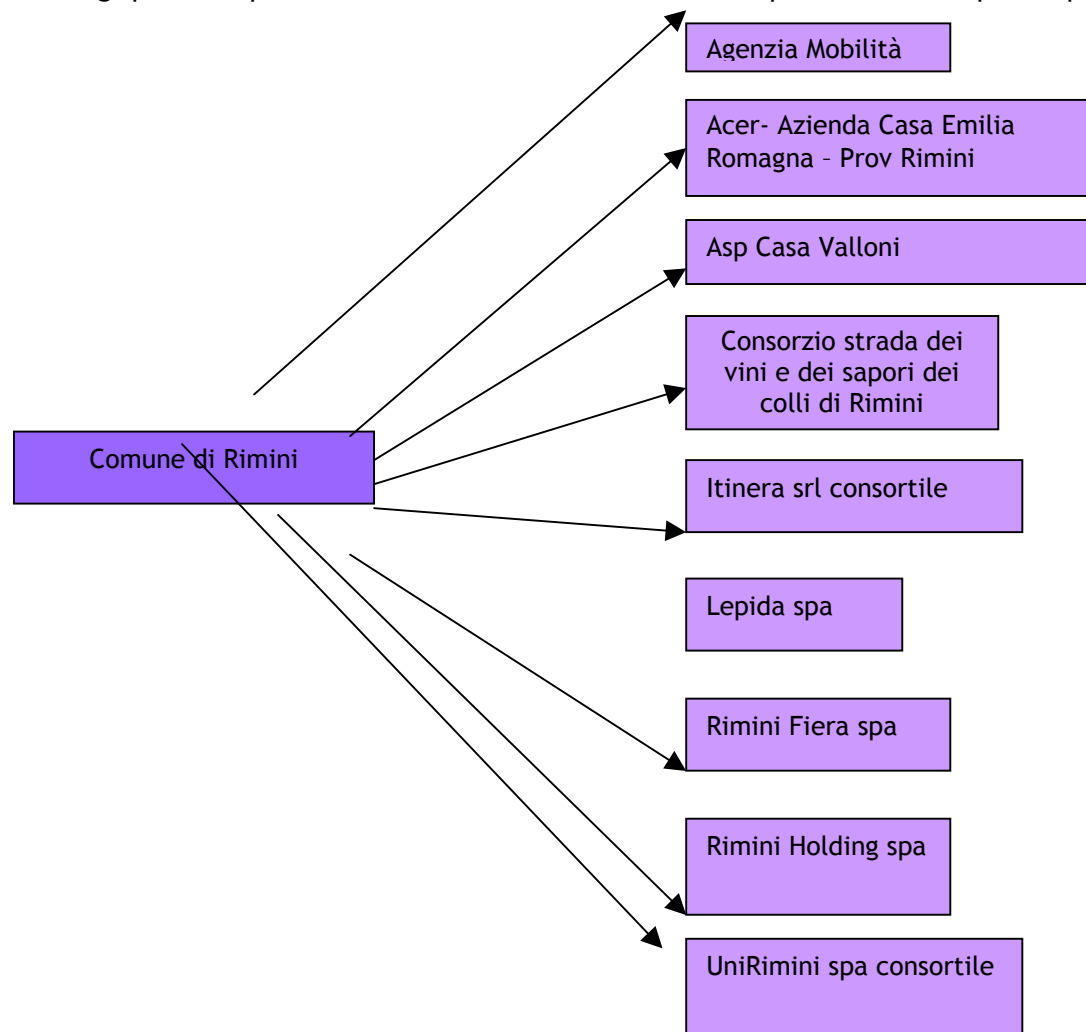 Agenzia Mobilità
Acer- Azienda Casa Emilia
Romagna – Prov Rimini
Asp Casa Valloni
Consorzio strada dei
vini e dei sapori dei
colli di Rimini
Comune di Rimini
Itinera srl consortile
Lepida spa
Rimini Fiera spa
Rimini Holding spa
UniRimini spa consortile